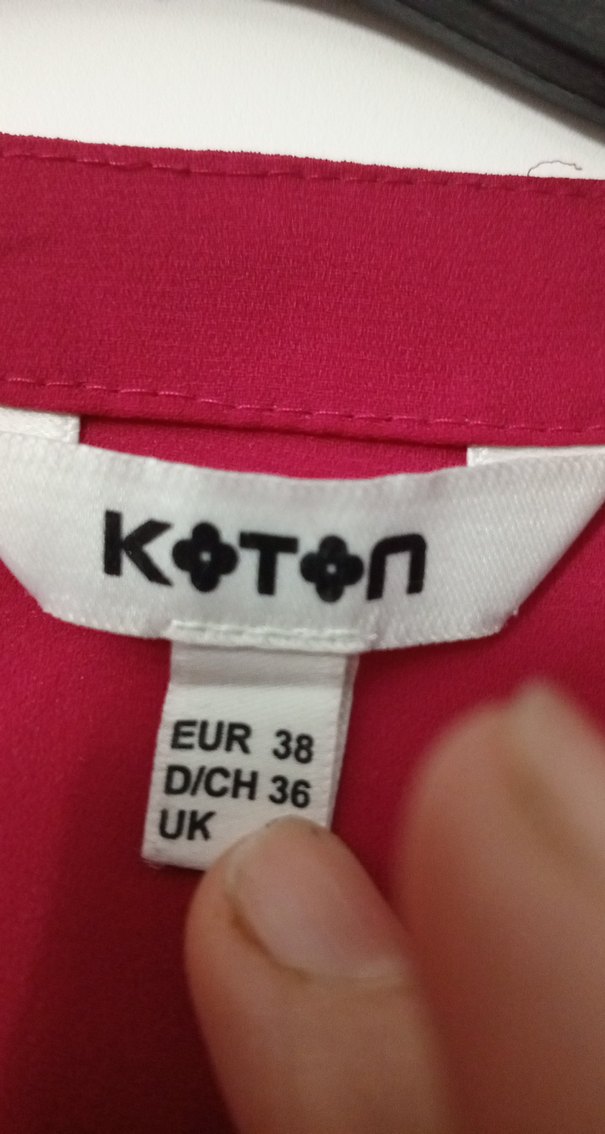 KOTON
EUR 38
D/CH 36
UK